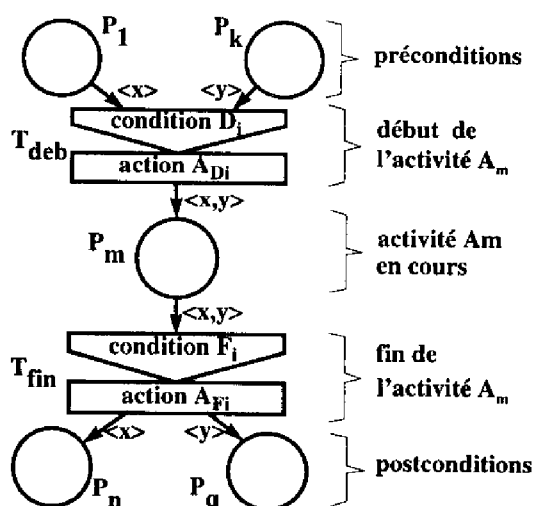 P1 Pk préconditions
<x> <y>
condition Di
Tdeb
début de
l'activité Am
action ADi
<x,y>
Pm
activité Am
en cours
<x,y>
condition Fi
Tfin
fin de
l'activité Am
action AFi
<x> <y>
postconditions
Pn Pq